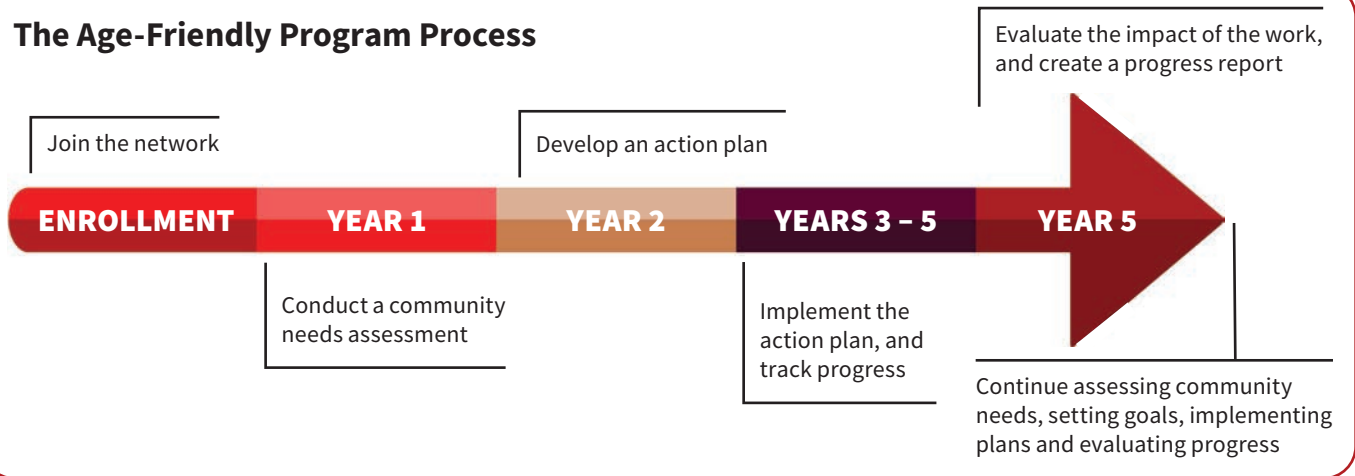 The Age-Friendly Program Process
Join the network
Develop an action plan
Evaluate the impact of the work,
and create a progress report
ENROLLMENT
YEAR 1
YEAR 2
YEARS 3 – 5
YEAR 5
Conduct a community
needs assessment
Implement the
action plan, and
track progress
Continue assessing community
needs, setting goals, implementing
plans and evaluating progress